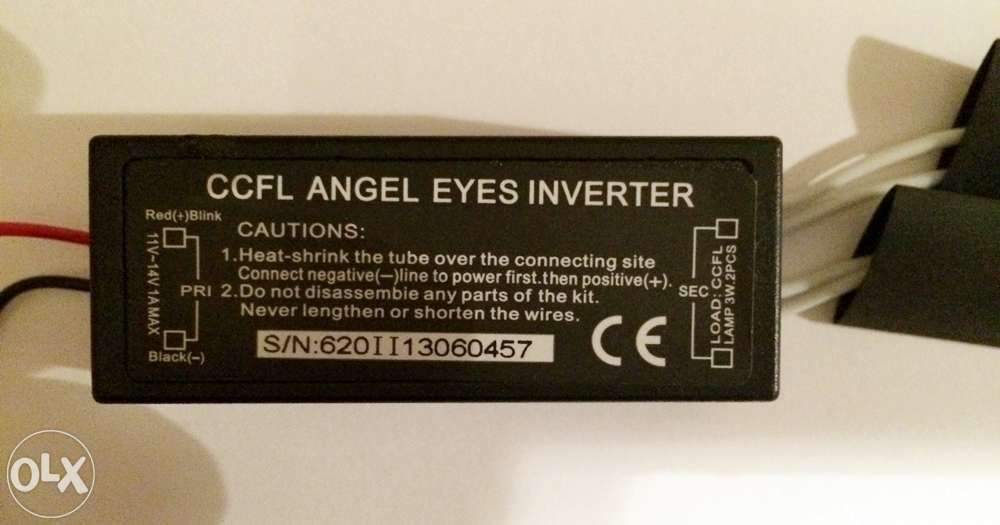 CCFL ANGEL EYES INVERTER
Red(+)Blink
11V~14V 1A MAX
PRI
Black(-)
CAUTIONS:
1.Heat-shrink the tube over the connecting site
Connect negative(—)line to power first.then positive(+).
2.Do not disassembie any parts of the kit.
Never lengthen or shorten the wires.
S/N:620II13060457
CE
SEC
LOAD: CCFL
LAMP 3W.2PCS
OLX